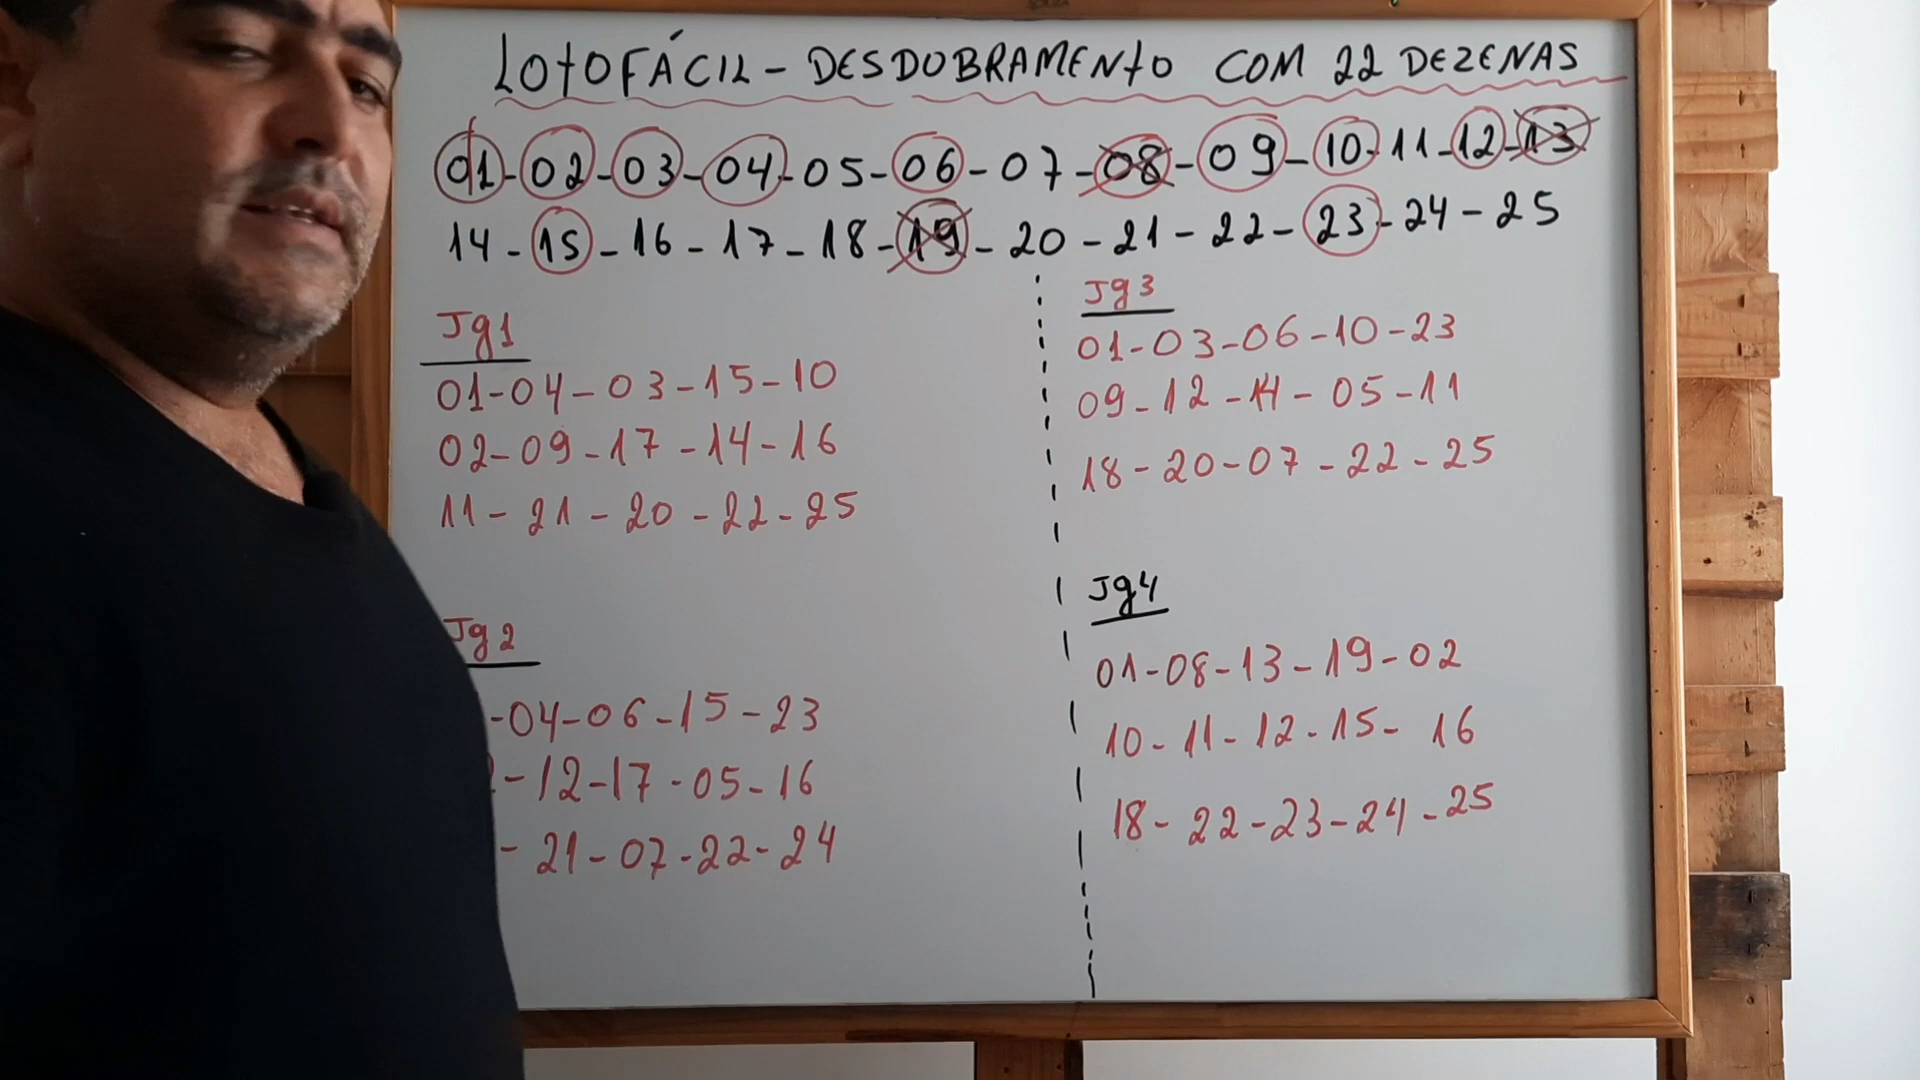 LOTOFÁCIL - DESDOBRAMENTO COM 22 DEZENAS
01-02-03-04-05-06-07-08-09-10-11-12-13
14-15-16-17-18-19-20-21-22-23-24-25
Jg1
01-04-03-15-10
02-09-17-14-16
11-21-20-22-25
Jg2
-04-06-15-23
-12-17-05-16
-21-07-22-24
Jg3
01-03-06-10-23
09-12-14-05-11
18-20-07-22-25
Jg4
01-08-13-19-02
10-11-12-15-16
18-22-23-24-25